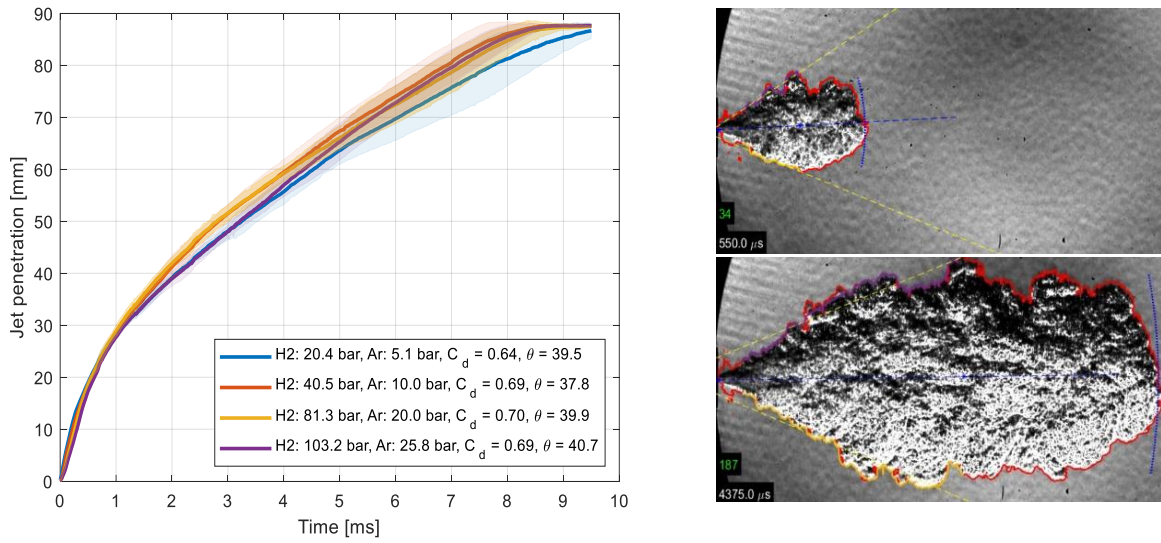 90
80
70
60
50
40
30
20
10
0
Jet penetration [mm]
0 1 2 3 4 5 6 7 8 9 10
Time [ms]
H2: 20.4 bar, Ar: 5.1 bar, C d = 0.64, θ = 39.5
H2: 40.5 bar, Ar: 10.0 bar, C d = 0.69, θ = 37.8
H2: 81.3 bar, Ar: 20.0 bar, C d = 0.70, θ = 39.9
H2: 103.2 bar, Ar: 25.8 bar, C d = 0.69, θ = 40.7
34
550.0 μs
187
4375.0 μs